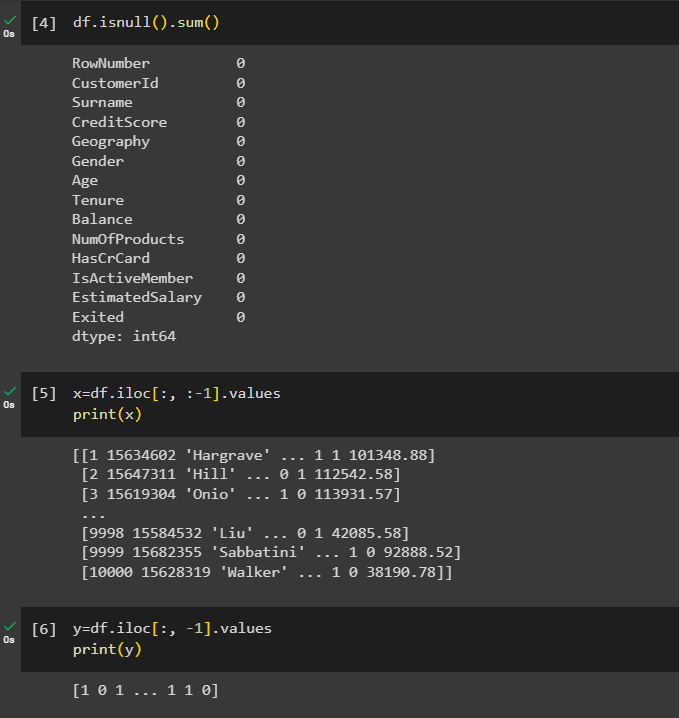 [4] df.isnull().sum()
0s
RowNumber 0
CustomerId 0
Surname 0
CreditScore 0
Geography 0
Gender 0
Age 0
Tenure 0
Balance 0
NumOfProducts 0
HasCrCard 0
IsActiveMember 0
EstimatedSalary 0
Exited 0
dtype: int64
[5] x=df.iloc[:, :-1].values
0s
print(x)
[[1 15634602 'Hargrave' ... 1 1 101348.88]
[2 15647311 'Hill' ... 0 1 112542.58]
[3 15619304 'Onio' ... 1 0 113931.57]
...
[9998 15584532 'Liu' ... 0 1 42085.58]
[9999 15682355 'Sabbatini' ... 1 0 92888.52]
[10000 15628319 'Walker' ... 1 0 38190.78]]
[6] y=df.iloc[:, -1].values
0s
print(y)
[1 0 1 ... 1 1 0]